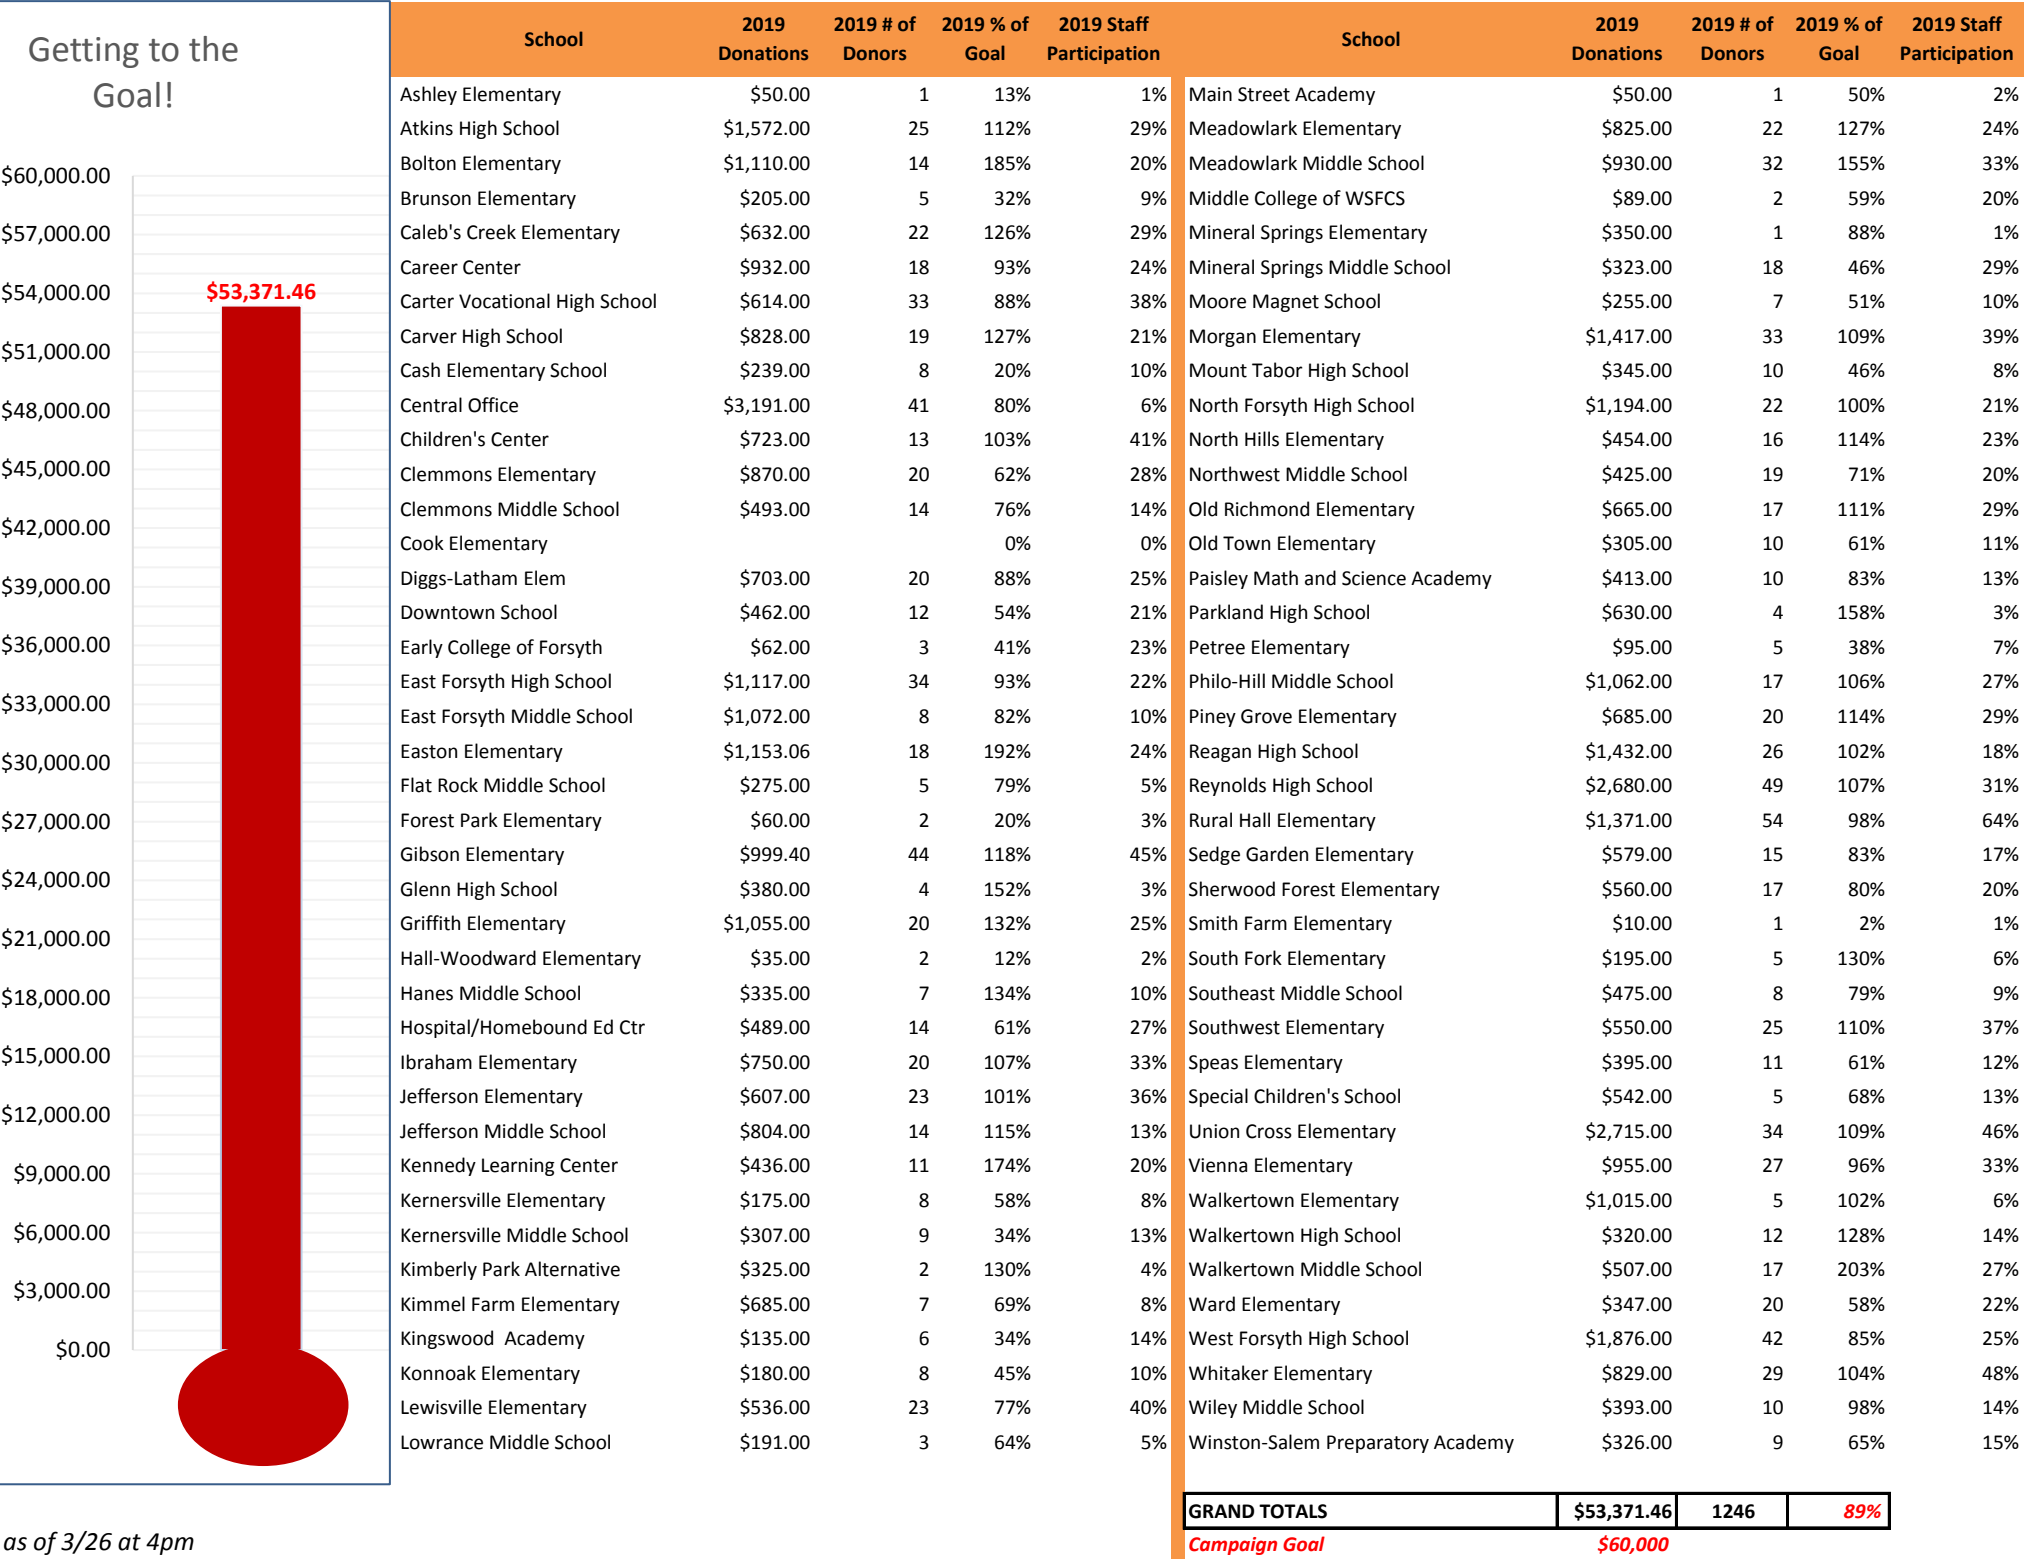 Getting to the
Goal!
$60,000.00
$57,000.00
$54,000.00
$53,371.46
$51,000.00
$48,000.00
$45,000.00
$42,000.00
$39,000.00
$36,000.00
$33,000.00
$30,000.00
$27,000.00
$24,000.00
$21,000.00
$18,000.00
$15,000.00
$12,000.00
$9,000.00
$6,000.00
$3,000.00
$0.00
School 2019 Donations 2019 # of Donors 2019 % of Goal 2019 Staff Participation
Ashley Elementary $50.00 1 13% 1%
Atkins High School $1,572.00 25 112% 29%
Bolton Elementary $1,110.00 14 185% 20%
Brunson Elementary $205.00 5 32% 9%
Caleb's Creek Elementary $632.00 22 126% 29%
Career Center $932.00 18 93% 24%
Carter Vocational High School $614.00 33 88% 38%
Carver High School $828.00 19 127% 21%
Cash Elementary School $239.00 8 20% 10%
Central Office $3,191.00 41 80% 6%
Children's Center $723.00 13 103% 41%
Clemmons Elementary $870.00 20 62% 28%
Clemmons Middle School $493.00 14 76% 14%
Cook Elementary 0% 0%
Diggs-Latham Elem $703.00 20 88% 25%
Downtown School $462.00 12 54% 21%
Early College of Forsyth $62.00 3 41% 23%
East Forsyth High School $1,117.00 34 93% 22%
East Forsyth Middle School $1,072.00 8 82% 10%
Easton Elementary $1,153.06 18 192% 24%
Flat Rock Middle School $275.00 5 79% 5%
Forest Park Elementary $60.00 2 20% 3%
Gibson Elementary $999.40 44 118% 45%
Glenn High School $380.00 4 152% 3%
Griffith Elementary $1,055.00 20 132% 25%
Hall-Woodward Elementary $35.00 2 12% 2%
Hanes Middle School $335.00 7 134% 10%
Hospital/Homebound Ed Ctr $489.00 14 61% 27%
Ibraham Elementary $750.00 20 107% 33%
Jefferson Elementary $607.00 23 101% 36%
Jefferson Middle School $804.00 14 115% 13%
Kennedy Learning Center $436.00 11 174% 20%
Kernersville Elementary $175.00 8 58% 8%
Kernersville Middle School $307.00 9 34% 13%
Kimberly Park Alternative $325.00 2 130% 4%
Kimmel Farm Elementary $685.00 7 69% 8%
Kingswood Academy $135.00 6 34% 14%
Konnoak Elementary $180.00 8 45% 10%
Lewisville Elementary $536.00 23 77% 40%
Lowrance Middle School $191.00 3 64% 5%
School 2019 Donations 2019 # of Donors 2019 % of Goal 2019 Staff Participation
Main Street Academy $50.00 1 50% 2%
Meadowlark Elementary $825.00 22 127% 24%
Meadowlark Middle School $930.00 32 155% 33%
Middle College of WSFCS $89.00 2 59% 20%
Mineral Springs Elementary $350.00 1 88% 1%
Mineral Springs Middle School $323.00 18 46% 29%
Moore Magnet School $255.00 7 51% 10%
Morgan Elementary $1,417.00 33 109% 39%
Mount Tabor High School $345.00 10 46% 8%
North Forsyth High School $1,194.00 22 100% 21%
North Hills Elementary $454.00 16 114% 23%
Northwest Middle School $425.00 19 71% 20%
Old Richmond Elementary $665.00 17 111% 29%
Old Town Elementary $305.00 10 61% 11%
Paisley Math and Science Academy $413.00 10 83% 13%
Parkland High School $630.00 4 158% 3%
Petree Elementary $95.00 5 38% 7%
Philo-Hill Middle School $1,062.00 17 106% 27%
Piney Grove Elementary $685.00 20 114% 29%
Reagan High School $1,432.00 26 102% 18%
Reynolds High School $2,680.00 49 107% 31%
Rural Hall Elementary $1,371.00 54 98% 64%
Sedge Garden Elementary $579.00 15 83% 17%
Sherwood Forest Elementary $560.00 17 80% 20%
Smith Farm Elementary $10.00 1 2% 1%
South Fork Elementary $195.00 5 130% 6%
Southeast Middle School $475.00 8 79% 9%
Southwest Elementary $550.00 25 110% 37%
Speas Elementary $395.00 11 61% 12%
Special Children's School $542.00 5 68% 13%
Union Cross Elementary $2,715.00 34 109% 46%
Vienna Elementary $955.00 27 96% 33%
Walkertown Elementary $1,015.00 5 102% 6%
Walkertown High School $320.00 12 128% 14%
Walkertown Middle School $507.00 17 203% 27%
Ward Elementary $347.00 20 58% 22%
West Forsyth High School $1,876.00 42 85% 25%
Whitaker Elementary $829.00 29 104% 48%
Wiley Middle School $393.00 10 98% 14%
Winston-Salem Preparatory Academy $326.00 9 65% 15%
GRAND TOTALS $53,371.46 1246 89%
Campaign Goal $60,000
as of 3/26 at 4pm